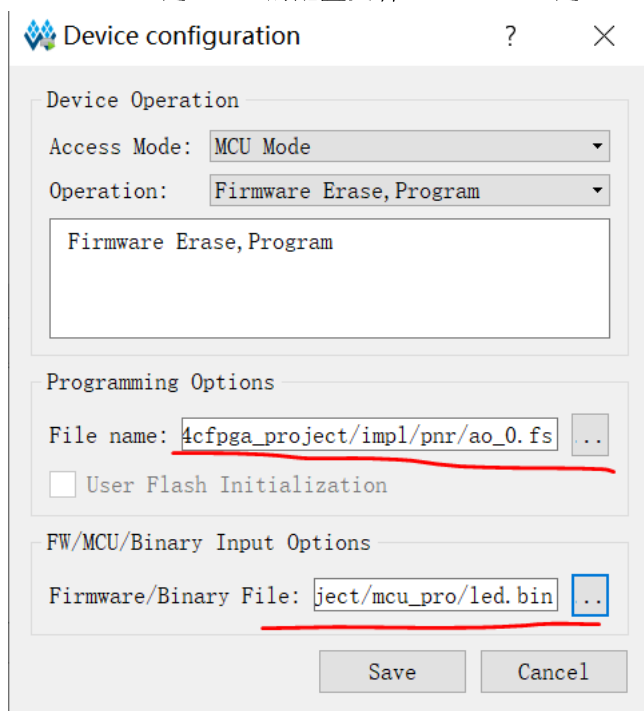 Device configuration ? ×
Device Operation
Access Mode: MCU Mode
Operation: Firmware Erase,Program
Firmware Erase,Program
Programming Options
File name: 4cfpga_project/impl/pnr/ao_0.fs ...
User Flash Initialization
FW/MCU/Binary Input Options
Firmware/Binary File: ject/mcu_pro/led.bin ...
Save Cancel